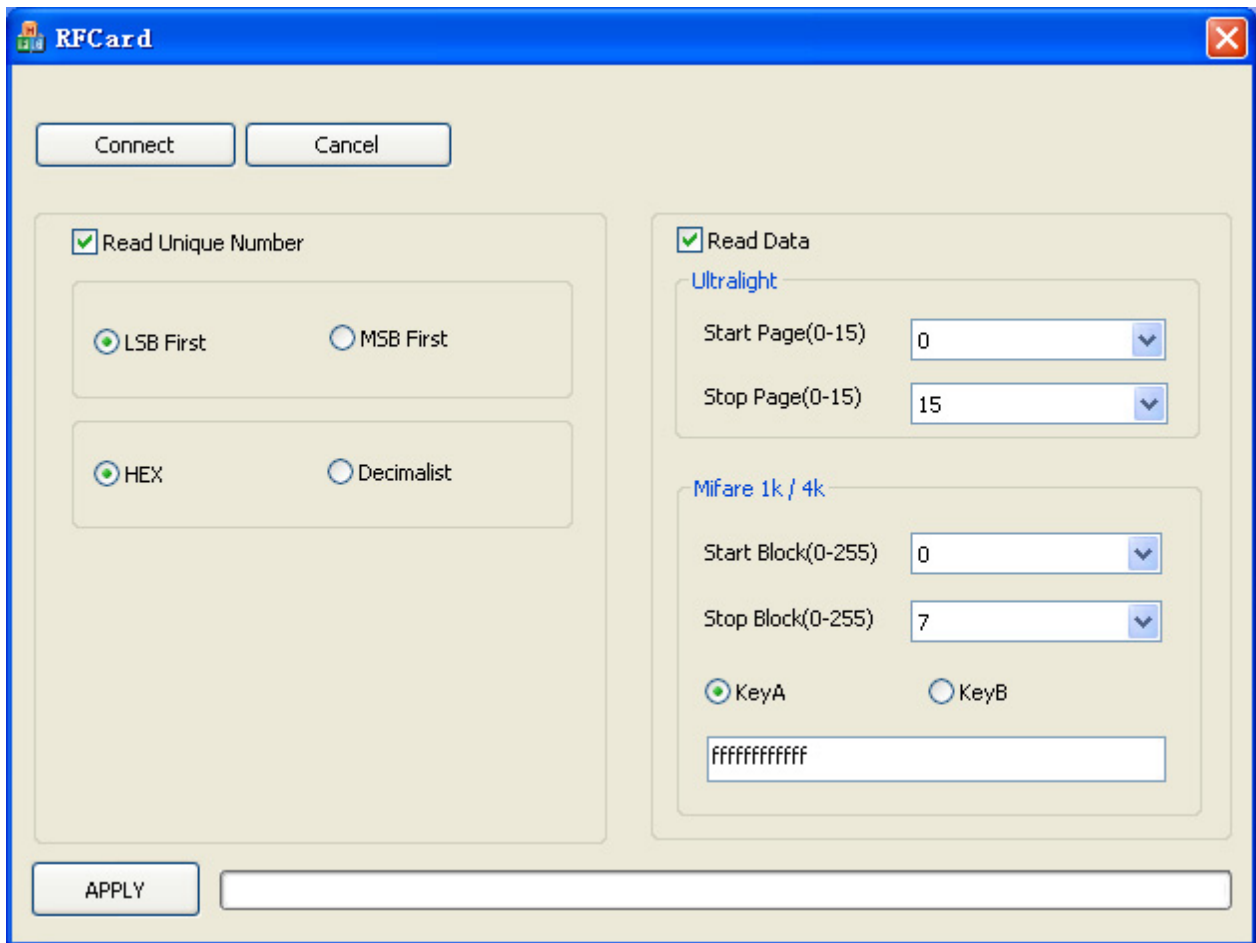 RFCard
Connect Cancel
Read Unique Number
LSB First MSB First
HEX Decimalist
Read Data
Ultralight
Start Page(0-15) 0
Stop Page(0-15) 15
Mifare 1k / 4k
Start Block(0-255) 0
Stop Block(0-255) 7
KeyA KeyB
ffffffffffff
APPLY